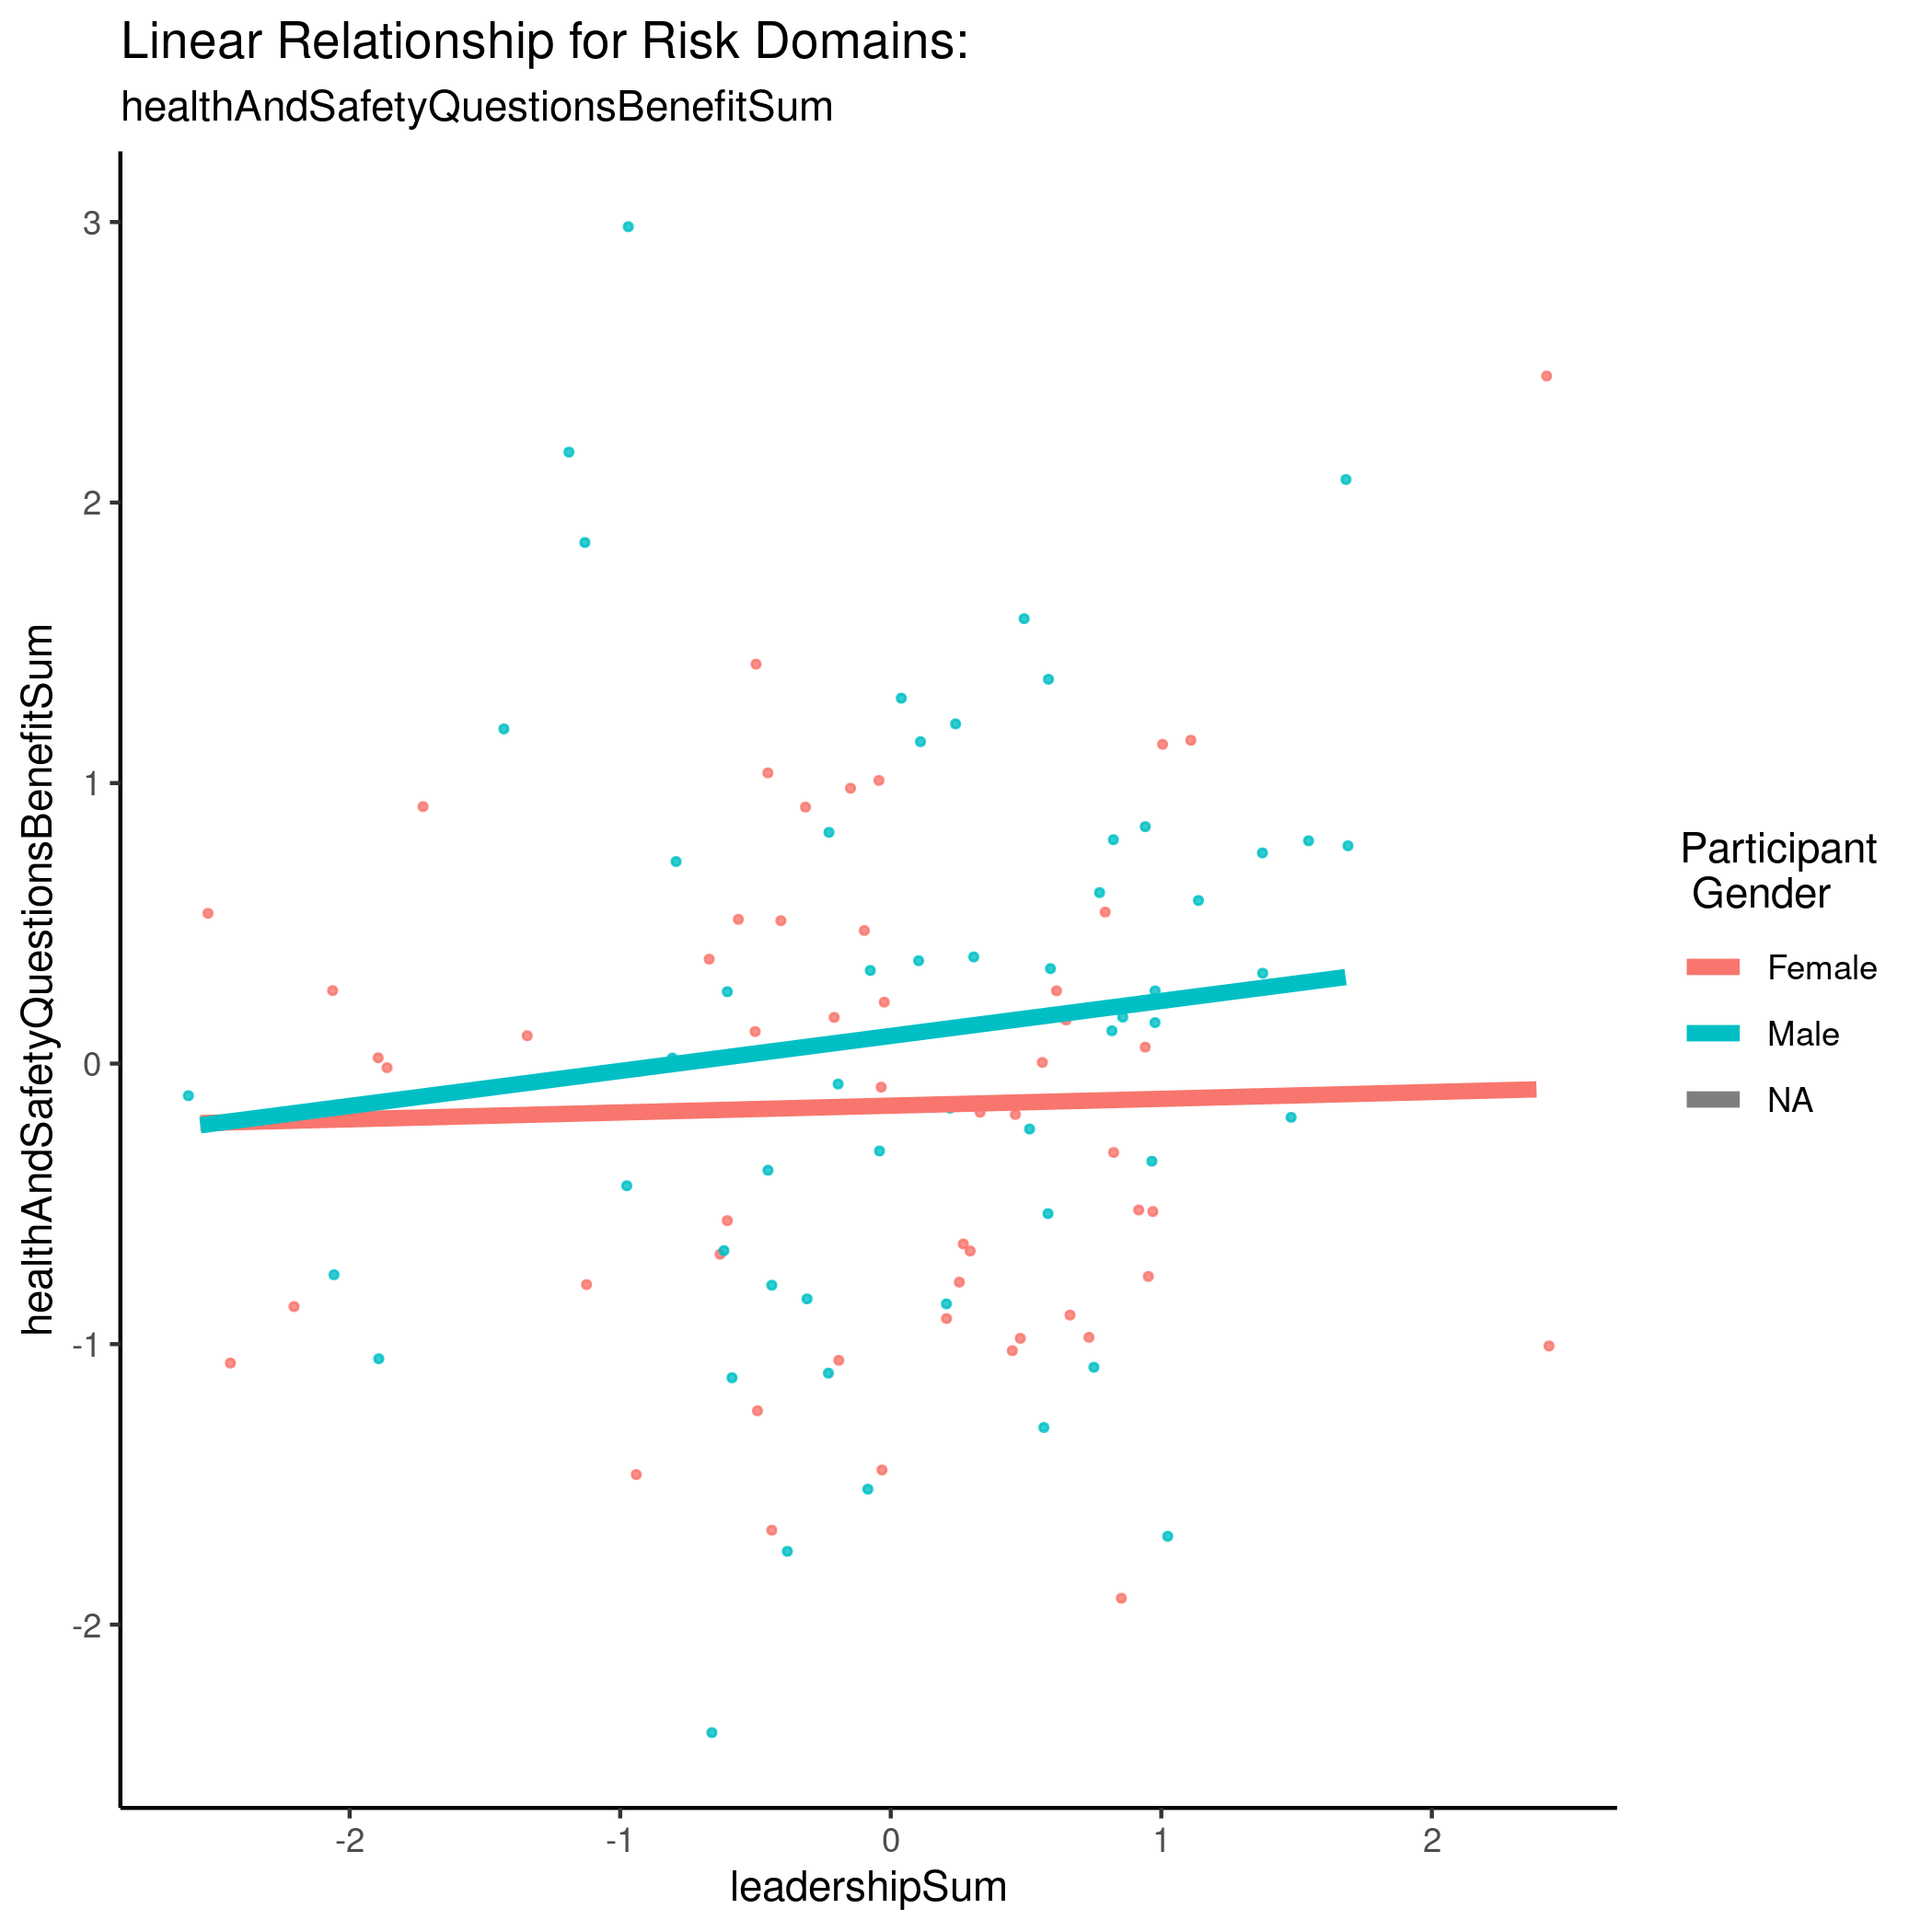 Linear Relationship for Risk Domains:
healthAndSafetyQuestionsBenefitSum
healthAndSafetyQuestionsBenefitSum
3
2
1
0
-1
-2
-2
-1
0
1
2
leadershipSum
Participant
Gender
Female
Male
NA